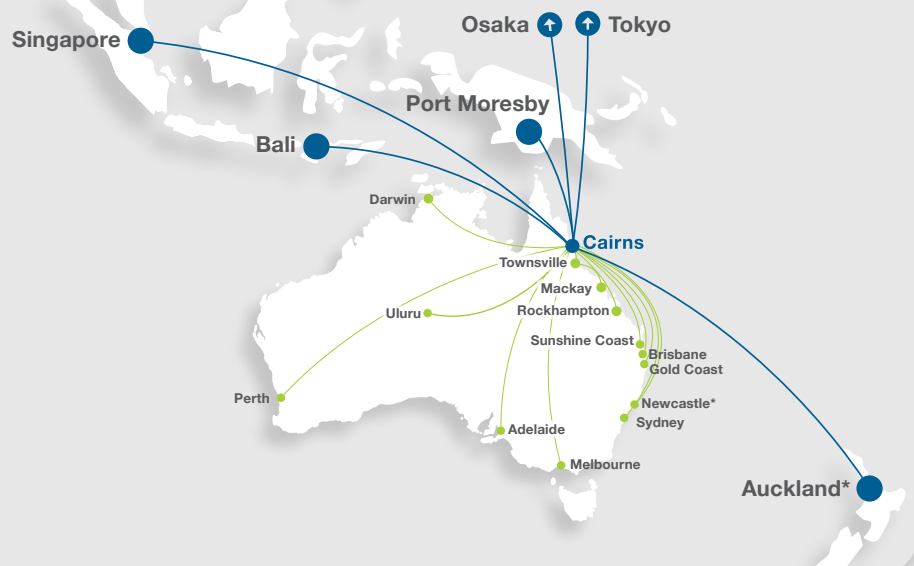 Osaka
Tokyo
Singapore
Port Moresby
Bali
Darwin
Cairns
Townsville
Mackay
Rockhampton
Uluru
Sunshine Coast
Brisbane
Gold Coast
Perth
Newcastle*
Sydney
Adelaide
Melbourne
Auckland*